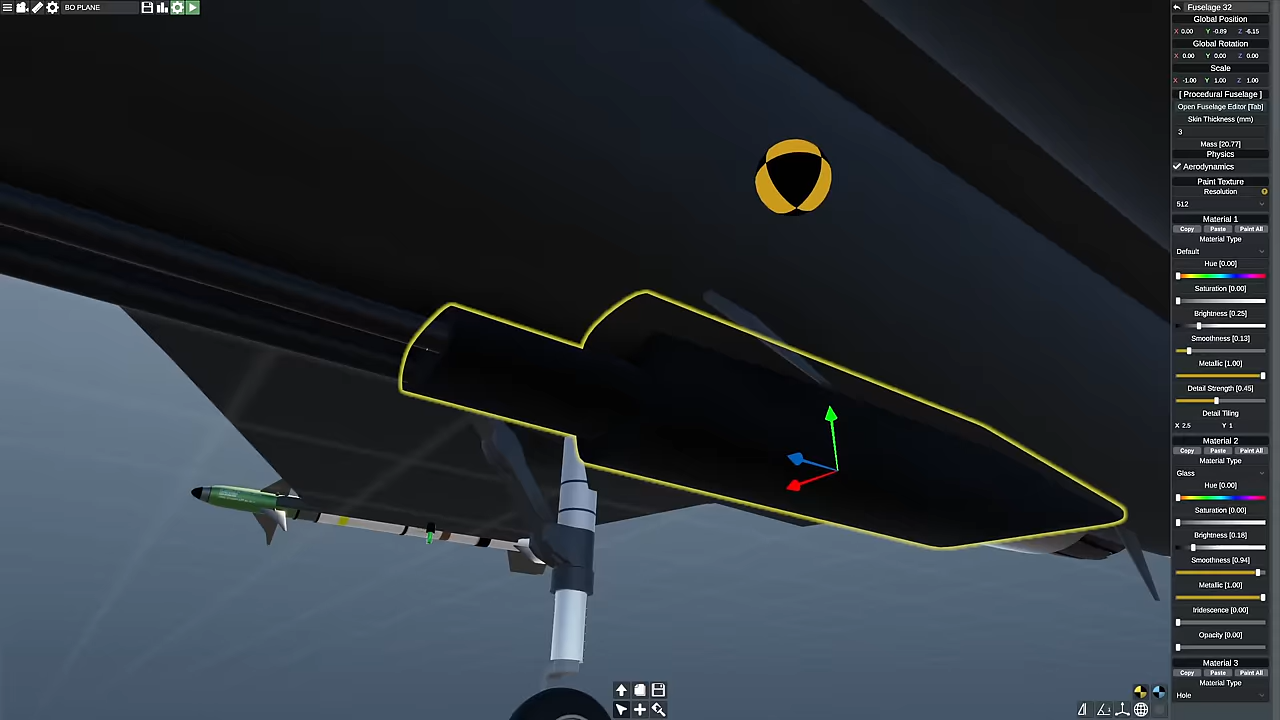 BO PLANE
Fuselage 32
Global Position
X 0.00 Y -0.89 Z -6.15
Global Rotation
X 0.00 Y 0.00 Z 0.00
Scale
X -1.00 Y 1.00 Z 1.00
[ Procedural Fuselage ]
Open Fuselage Editor [Tab]
Skin Thickness (mm)
3
Mass [20.77]
Physics
Aerodynamics
Paint Texture
Resolution
512
Material 1
Copy Paste Paint All
Material Type
Default
Hue [0.00]
Saturation [0.00]
Brightness [0.25]
Smoothness [0.13]
Metallic [1.00]
Detail Strength [0.45]
Detail Tiling
X 2.5 Y 1
Material 2
Copy Paste Paint All
Material Type
Glass
Hue [0.00]
Saturation [0.00]
Brightness [0.18]
Smoothness [0.94]
Metallic [1.00]
Iridescence [0.00]
Opacity [0.00]
Material 3
Copy Paste Paint All
Material Type
Hole